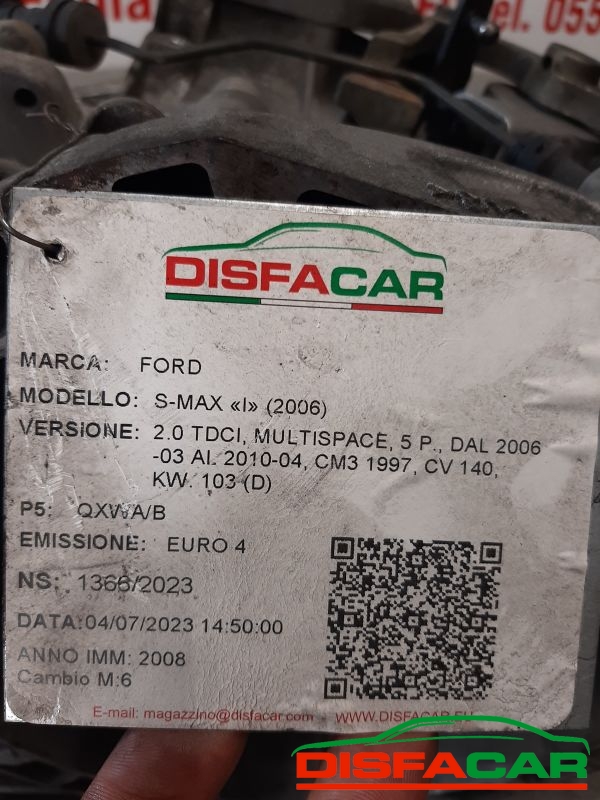 el. 055
DISFACAR
MARCA: FORD
MODELLO: S-MAX «I» (2006)
VERSIONE: 2.0 TDCI, MULTISPACE, 5 P., DAL 2006
-03 AL 2010-04, CM3 1997, CV 140,
KW. 103 (D)
P5: QXWA/B
EMISSIONE: EURO 4
NS: 1366/2023
DATA:04/07/2023 14:50:00
ANNO IMM: 2008
Cambio M:6
E-mail: magazzino@disfacar.com WWW.DISFACAR.EU
DISFACAR